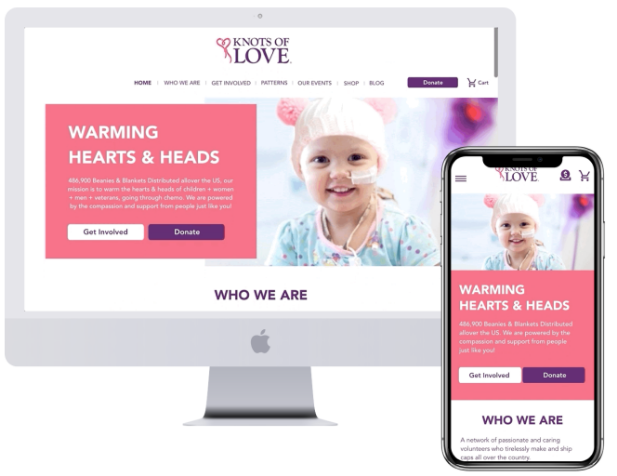 KNOTS OF
LOVE
HOME WHO WE ARE GET INVOLVED PATTERNS OUR EVENTS SHOP BLOG Donate Cart
WARMING
HEARTS & HEADS
486,900 Beanies & Blankets Distributed allover the US, our
mission is to warm the hearts & heads of children + women
+ men + veterans, going through chemo. We are powered
by the compassion and support from people just like you!
Get Involved Donate
WHO WE ARE
KNOTS OF
LOVE
WARMING
HEARTS & HEADS
486,900 Beanies & Blankets Distributed
allover the US. We are powered by the
compassion and support from people
just like you!
Get Involved Donate
WHO WE ARE
A network of passionate and caring
volunteers who tirelessly make and ship
caps all over the country.